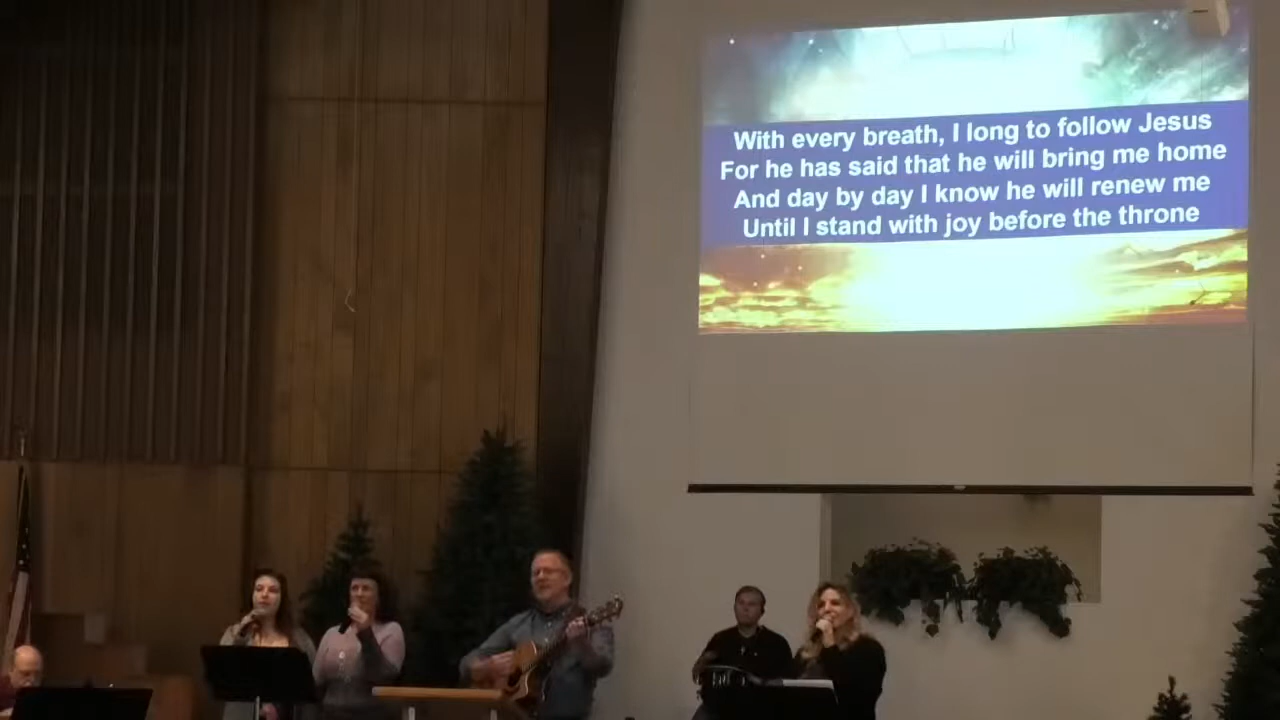 With every breath, I long to follow Jesus
For he has said that he will bring me home
And day by day I know he will renew me
Until I stand with joy before the throne